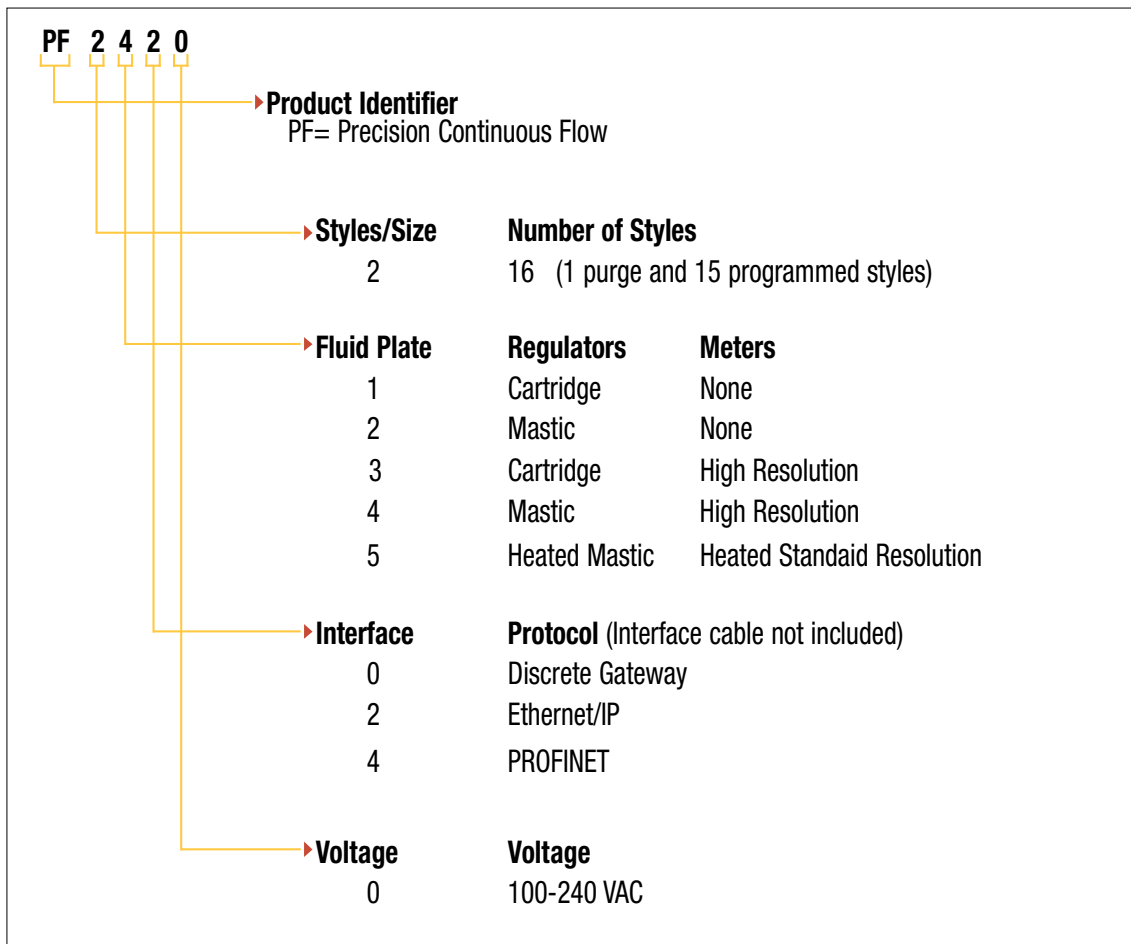 PF 2 4 2 0
Product Identifier
PF= Precision Continuous Flow
Styles/Size Number of Styles
2 16 (1 purge and 15 programmed styles)
Fluid Plate Regulators Meters
1 Cartridge None
2 Mastic None
3 Cartridge High Resolution
4 Mastic High Resolution
5 Heated Mastic Heated Standaid Resolution
Interface Protocol (Interface cable not included)
0 Discrete Gateway
2 Ethernet/IP
4 PROFINET
Voltage Voltage
0 100-240 VAC